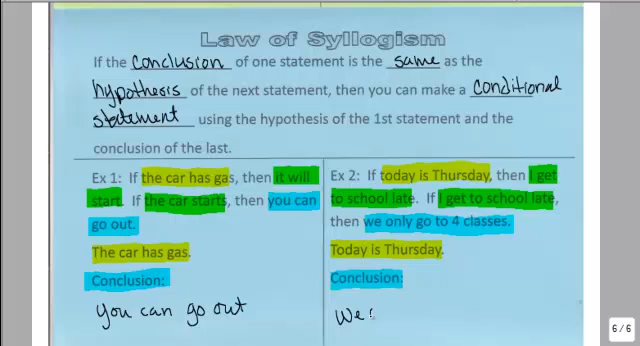 Law of Syllogism
If the conclusion of one statement is the same as the
hypothesis of the next statement, then you can make a conditional
statement using the hypothesis of the 1st statement and the
conclusion of the last.
Ex 1: If the car has gas, then it will
start. If the car starts, then you can
go out.
The car has gas.
Conclusion:
you can go out
Ex 2: If today is Thursday, then I get
to school late. If I get to school late,
then we only go to 4 classes.
Today is Thursday.
Conclusion:
We
6/6